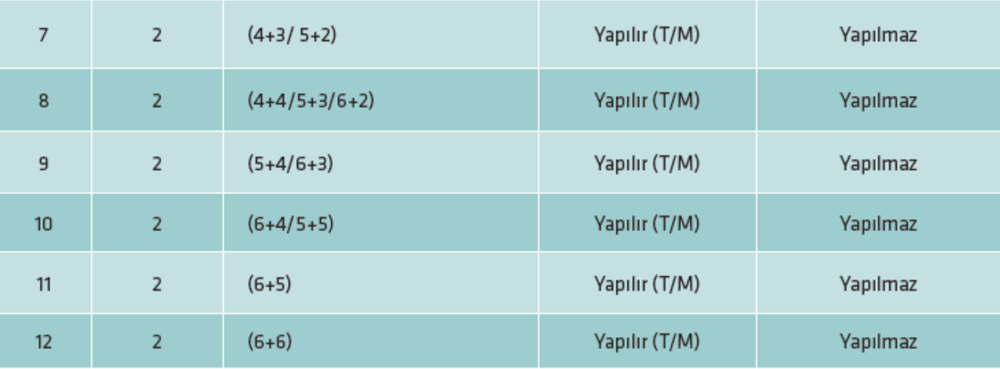 7 2 (4+3/ 5+2) Yapılır (T/M) Yapılmaz
8 2 (4+4/5+3/6+2) Yapılır (T/M) Yapılmaz
9 2 (5+4/6+3) Yapılır (T/M) Yapılmaz
10 2 (6+4/5+5) Yapılır (T/M) Yapılmaz
11 2 (6+5) Yapılır (T/M) Yapılmaz
12 2 (6+6) Yapılır (T/M) Yapılmaz